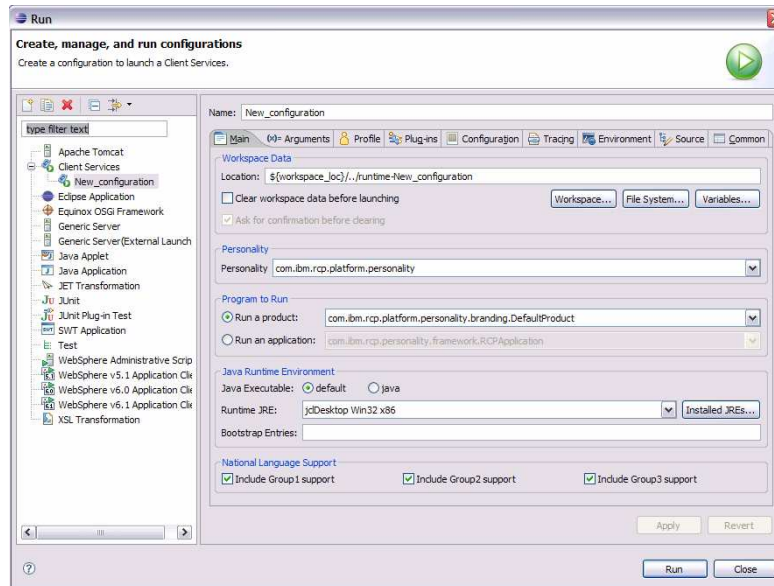 Run
Create, manage, and run configurations
Create a configuration to launch a Client Services.
type filter text
Apache Tomcat
Client Services
New_configuration
Eclipse Application
Equinox OSGi Framework
Generic Server
Generic Server(External Launch
Java Applet
Java Application
JET Transformation
JUnit
JUnit Plug-in Test
SWT Application
Test
WebSphere Administrative Scrip
WebSphere v5.1 Application Clie
WebSphere v6.0 Application Clie
WebSphere v6.1 Application Clie
XSL Transformation
Name: New_configuration
Main (x)= Arguments Profile Plug-ins Configuration Tracing Environment Source Common
Workspace Data
Location: ${workspace_loc}/../runtime-New_configuration
Clear workspace data before launching Workspace... File System... Variables...
Ask for confirmation before clearing
Personality
Personality com.ibm.rcp.platform.personality
Program to Run
Run a product: com.ibm.rcp.platform.personality.branding.DefaultProduct
Run an application: com.ibm.rcp.personality.framework.RCPApplication
Java Runtime Environment
Java Executable: default java
Runtime JRE: jclDesktop Win32 x86 Installed JREs...
Bootstrap Entries:
National Language Support
Include Group1 support Include Group2 support Include Group3 support
Apply Revert
Run Close